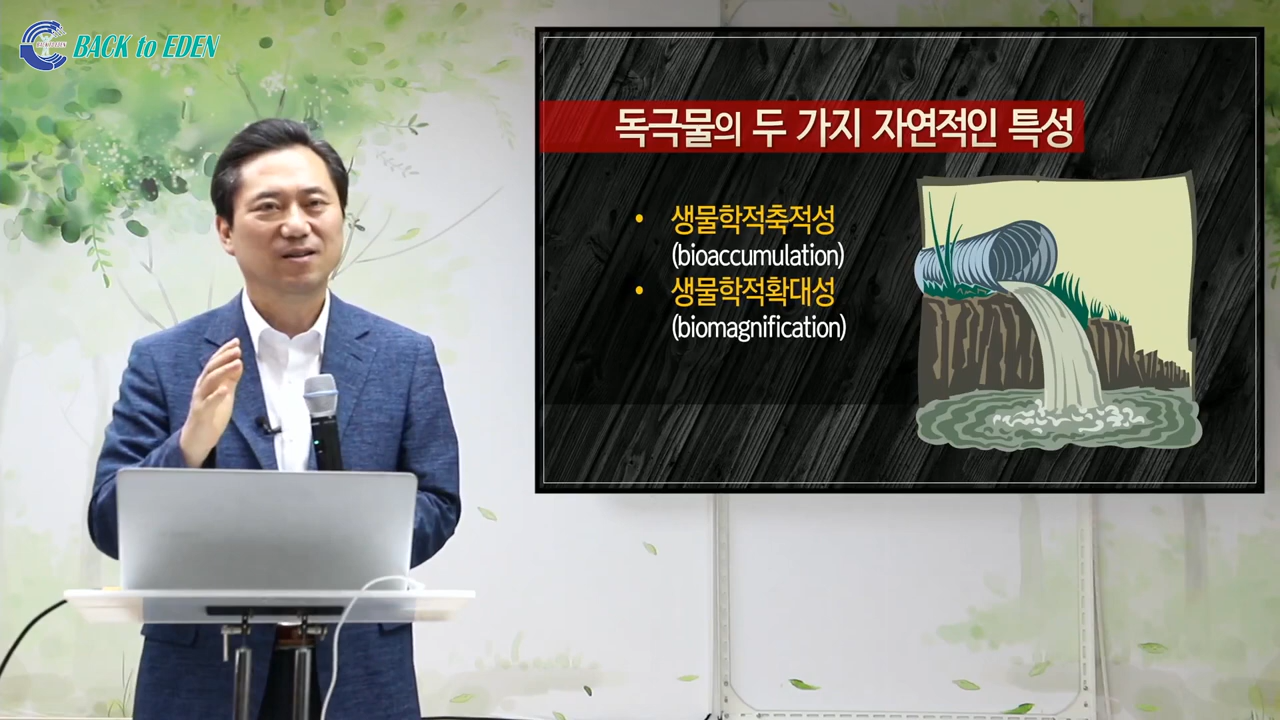 BACK to EDEN
독극물의 두 가지 자연적인 특성
• 생물학적축적성
(bioaccumulation)
• 생물학적확대성
(biomagnification)